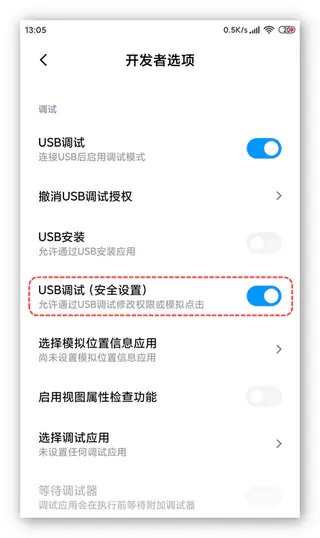 13:05
0.5K/s
20
开发者选项
调试
USB调试
连接USB后启用调试模式
撤消USB调试授权
USB安装
允许通过USB安装应用
USB调试（安全设置）
允许通过USB调试修改权限或模拟点击
选择模拟位置信息应用
尚未设置模拟位置信息应用
启用视图属性检查功能
选择调试应用
未设置任何调试应用
等待调试器
调试应用会在执行前等待附加调试器